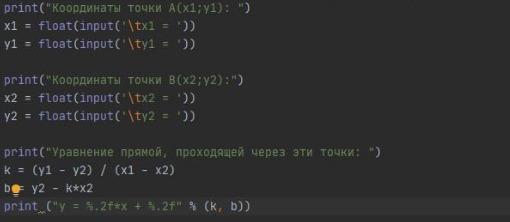 print("Координаты точки A(x1;y1): ")
x1 = float(input('\tx1 = '))
y1 = float(input('\ty1 = '))
print("Координаты точки B(x2;y2):")
x2 = float(input('\tx2 = '))
y2 = float(input('\ty2 = '))
print("Уравнение прямой, проходящей через эти точки: ")
k = (y1 - y2) / (x1 - x2)
b = y2 - k*x2
print ("y = %.2f*x + %.2f" % (k, b))